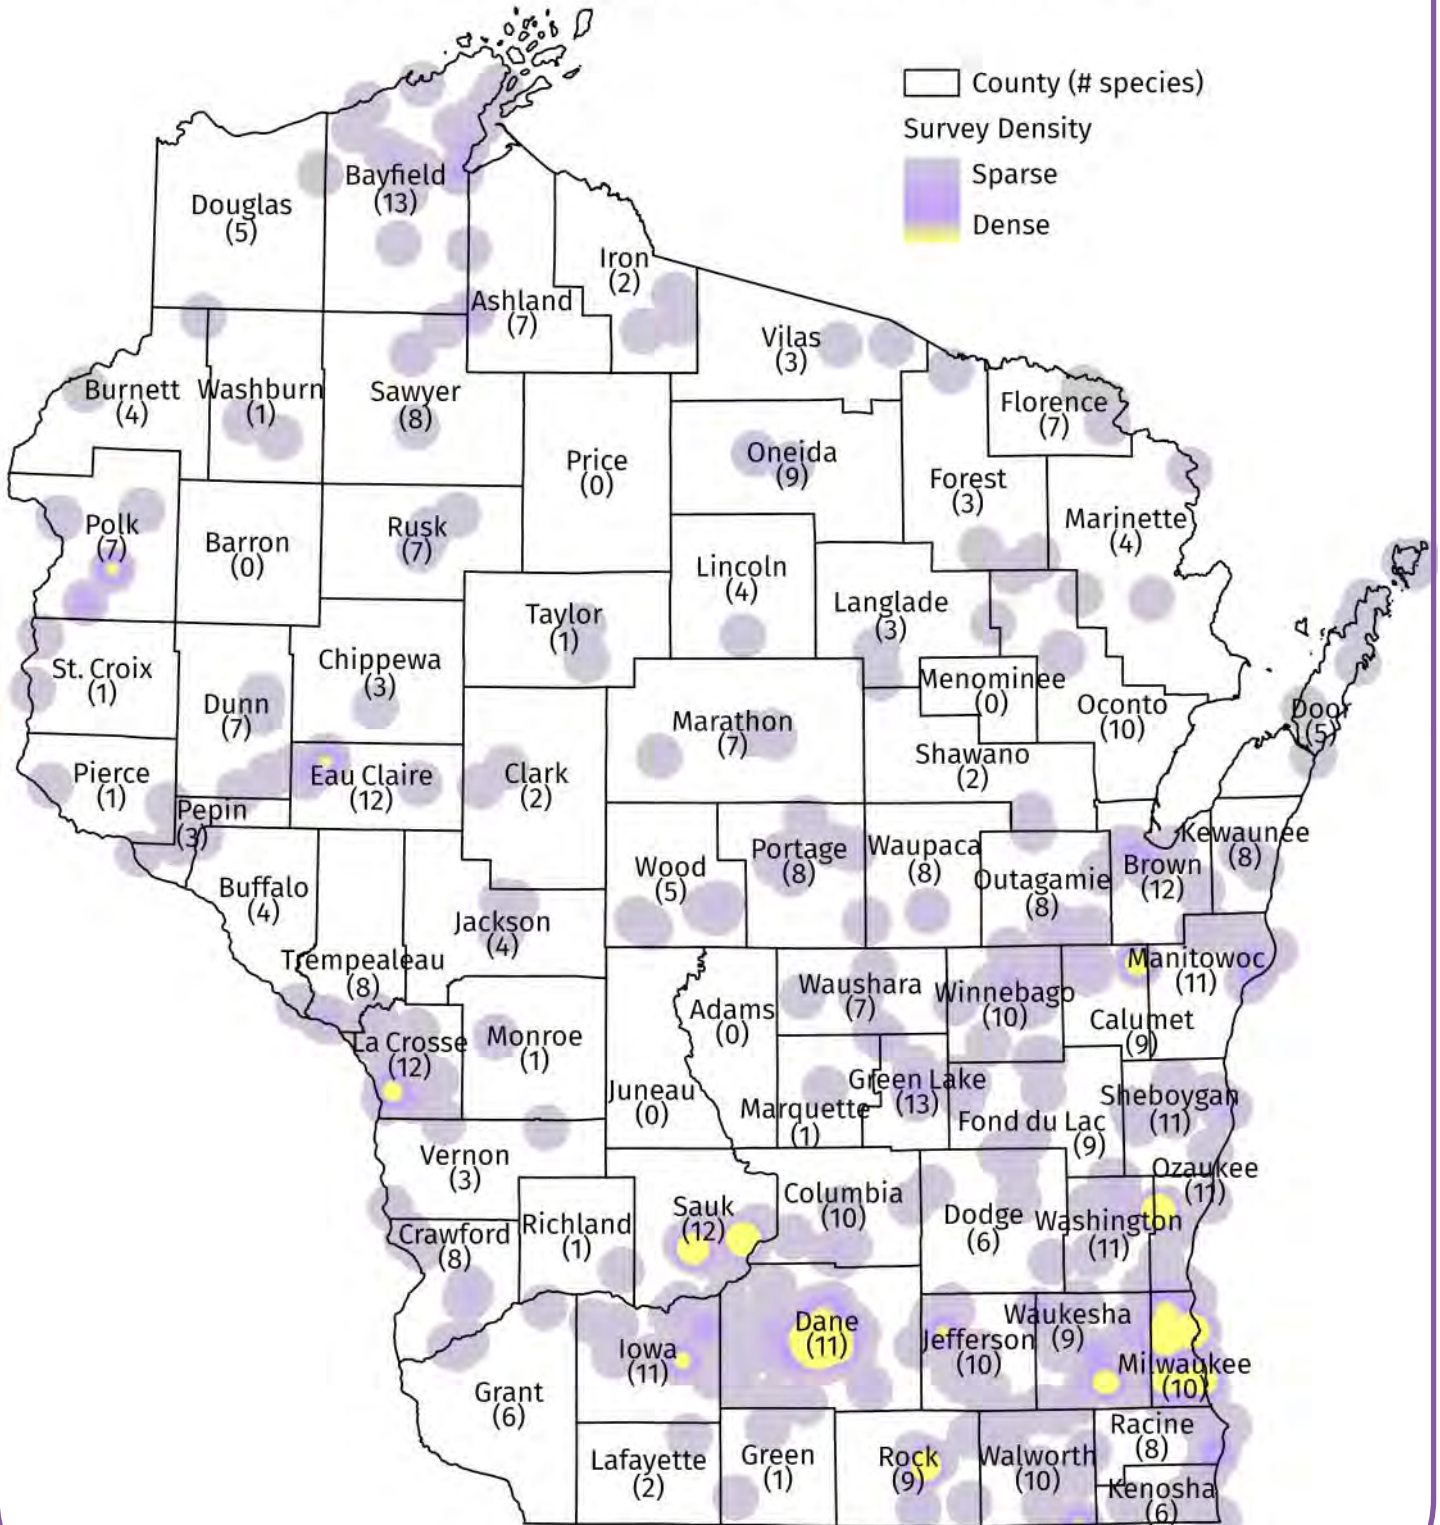 County (# species)
Survey Density
Sparse
Dense
Bayfield
(13)
Douglas
(5)
Iron
(2)
Ashland
(7)
Vilas
(3)
Burnett
(4)
Washburn
(1)
Sawyer
(8)
Florence
(7)
Price
(0)
Oneida
(9)
Forest
(3)
Marinette
(4)
Polk
(7)
Barron
(0)
Rusk
(7)
Lincoln
(4)
Langlade
(3)
Taylor
(1)
St. Croix
(1)
Chippewa
(3)
Dunn
(7)
Menominee
(0)
Oconto
(10)
Door
(5)
Marathon
(7)
Shawano
(2)
Pierce
(1)
Eau Claire
(12)
Clark
(2)
Pepin
(3)
Kewaunee
(8)
Wood
(5)
Portage
(8)
Waupaca
(8)
Outagamie
(8)
Brown
(12)
Buffalo
(4)
Jackson
(4)
Trempealeau
(8)
Manitowoc
(11)
Waushara
(7)
Winnebago
(10)
Adams
(0)
Calumet
(9)
La Crosse
(12)
Monroe
(1)
Juneau
(0)
Marquette
(1)
Green Lake
(13)
Fond du Lac
(9)
Sheboygan
(11)
Vernon
(3)
Ozaukee
(11)
Columbia
(10)
Sauk
(12)
Richland
(1)
Crawford
(8)
Dodge
(6)
Washington
(11)
Dane
(11)
Iowa
(11)
Jefferson
(10)
Waukesha
(9)
Milwaukee
(10)
Grant
(6)
Lafayette
(2)
Green
(1)
Rock
(9)
Walworth
(10)
Racine
(8)
Kenosha
(6)